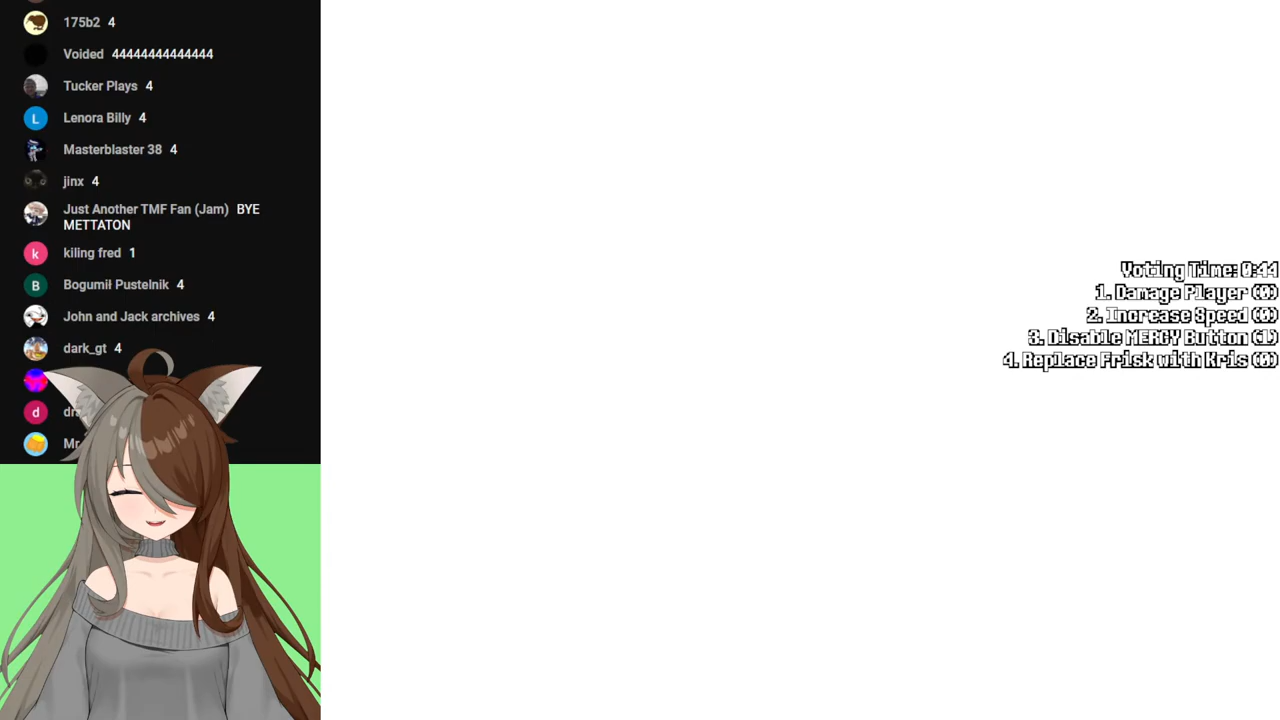 175b2 4
Voided 44444444444444
Tucker Plays 4
L Lenora Billy 4
Masterblaster 38 4
jinx 4
Just Another TMF Fan (Jam) BYE
METTATON
k kiling fred 1
B Bogumił Pustelnik 4
John and Jack archives 4
dark_gt 4
d
Mr
Voting Time: 0:44
1. Damage Player (0)
2. Increase Speed (0)
3. Disable MERCY Button (1)
4. Replace Frisk with Kris (0)